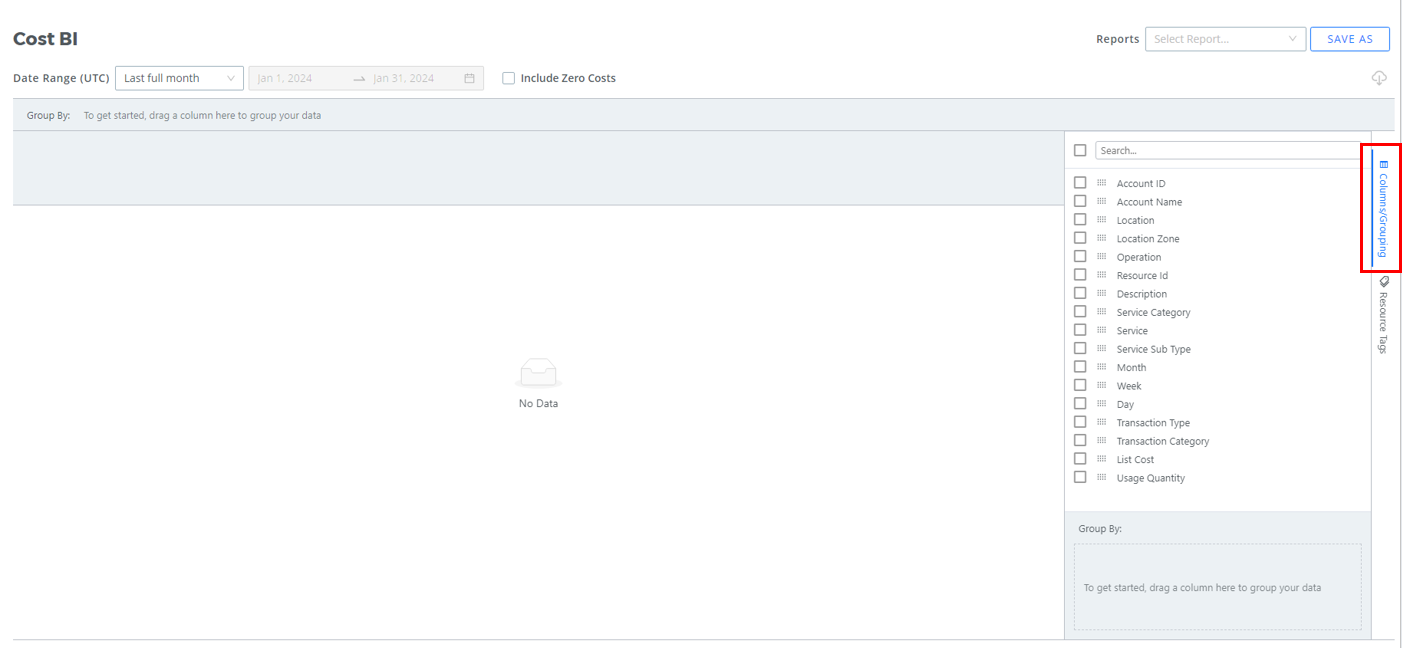 Cost BI
Reports Select Report... SAVE AS
Date Range (UTC) Last full month Jan 1, 2024 Jan 31, 2024 Include Zero Costs
Group By: To get started, drag a column here to group your data
Search...
Account ID
Account Name
Location
Location Zone
Operation
Resource Id
Description
Service Category
Service
Service Sub Type
Month
Week
Day
Transaction Type
Transaction Category
List Cost
Usage Quantity
Columns/Grouping
Resource Tags
No Data
Group By:
To get started, drag a column here to group your data